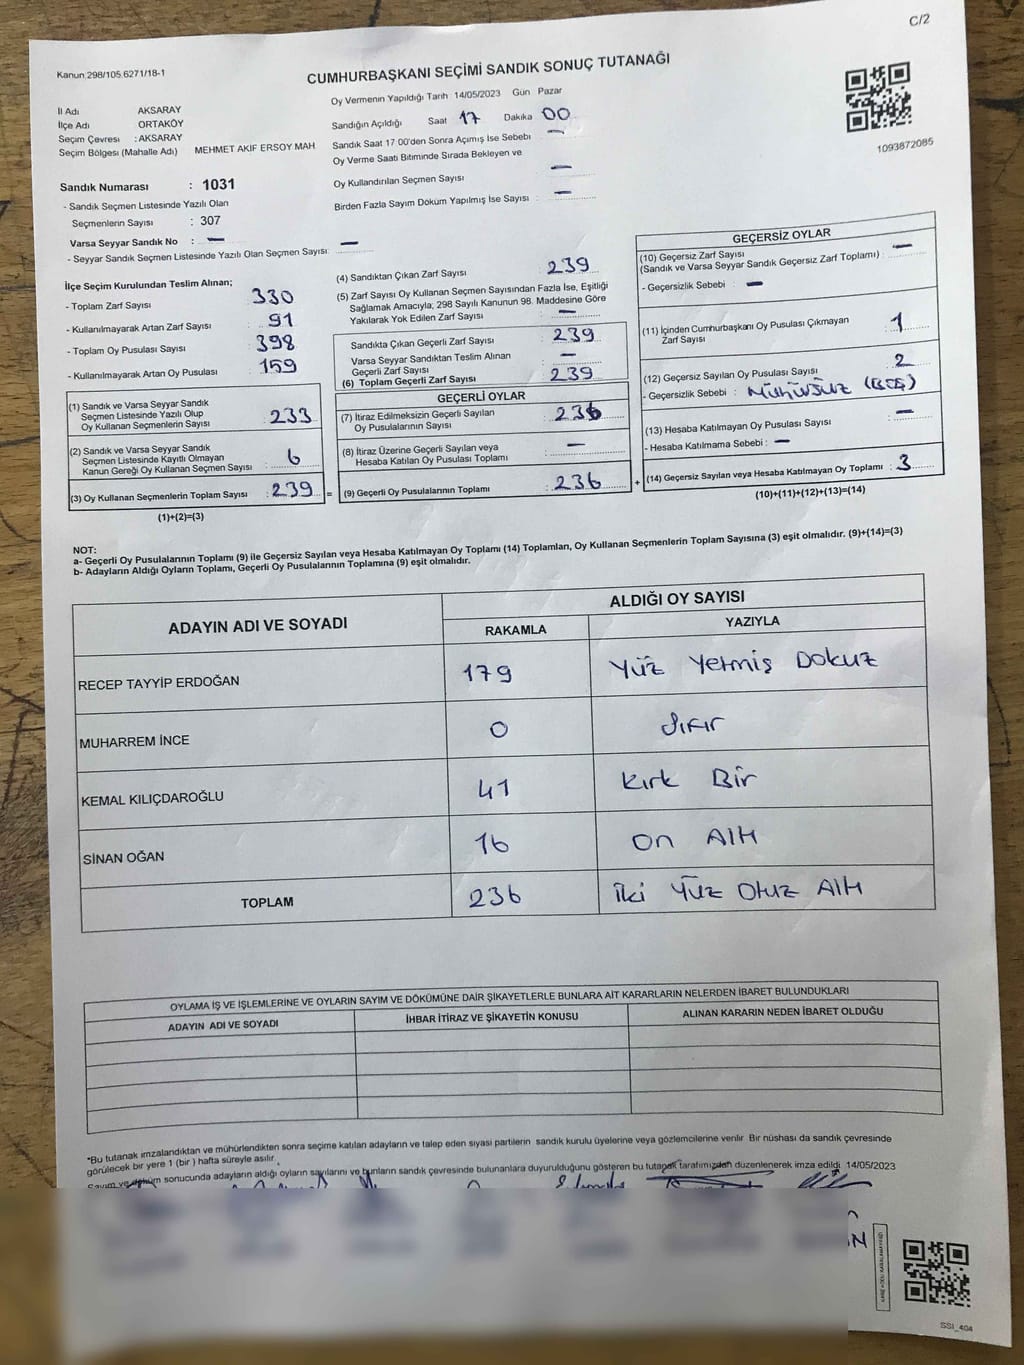 C/2
Kanun 298/105.6271/18-1
CUMHURBAŞKANI SEÇİMİ SANDIK SONUÇ TUTANAĞI
İl Adı AKSARAY
İlçe Adı ORTAKÖY
Seçim Çevresi : AKSARAY
Seçim Bölgesi (Mahalle Adı) MEHMET AKIF ERSOY MAH
Sandık Numarası : 1031
- Sandık Seçmen Listesinde Yazılı Olan
Seçmenlerin Sayısı : 307
Varsa Seyyar Sandık No : —
- Seyyar Sandık Seçmen Listesinde Yazılı Olan Seçmen Sayısı: —
Oy Vermenin Yapıldığı Tarih 14/05/2023 Gün Pazar
Sandığın Açıldığı Saat 17 Dakika 00
Sandık Saat 17 00'den Sonra Açımış İse Sebebi —
Oy Verme Saati Bitiminde Sırada Bekleyen ve
Oy Kullandırılan Seçmen Sayısı —
Birden Fazla Sayım Döküm Yapılmış İse Sayısı : —
1093872085
İlçe Seçim Kurulundan Teslim Alınan;
- Toplam Zarf Sayısı 330
- Kullanılmayarak Artan Zarf Sayısı : 91
- Toplam Oy Pusulası Sayısı : 398
- Kullanılmayarak Artan Oy Pusulası : 159
(1) Sandık ve Varsa Seyyar Sandık
Seçmen Listesinde Yazılı Olup
Oy Kullanan Seçmenlerin Sayısı : 233
(2) Sandık ve Varsa Seyyar Sandık
Seçmen Listesinde Kayıtlı Olmayan
Kanun Gereği Oy Kullanan Seçmen Sayısı : 6
(3) Oy Kullanan Seçmenlerin Toplam Sayısı : 239 =
(1)+(2)=(3)
(4) Sandıktan Çıkan Zarf Sayısı 239
(5) Zarf Sayısı Oy Kullanan Seçmen Sayısından Fazla İse, Eşitliği
Sağlamak Amacıyla; 298 Sayılı Kanunun 98. Maddesine Göre
Yakılarak Yok Edilen Zarf Sayısı : —
Sandıkta Çıkan Geçerli Zarf Sayısı : 239
Varsa Seyyar Sandıktan Teslim Alınan
Geçerli Zarf Sayısı : —
(6) Toplam Geçerli Zarf Sayısı : 239
GEÇERLİ OYLAR
(7) İtiraz Edilmeksizin Geçerli Sayılan
Oy Pusulalarının Sayısı : 236
(8) İtiraz Üzerine Geçerli Sayılan veya
Hesaba Katılan Oy Pusulası Toplamı : —
(9) Geçerli Oy Pusulalarının Toplamı : 236 +
GEÇERSİZ OYLAR
(10) Geçersiz Zarf Sayısı
(Sandık ve Varsa Seyyar Sandık Geçersiz Zarf Toplamı) : —
- Geçersizlik Sebebi : —
(11) İçinden Cumhurbaşkanı Oy Pusulası Çıkmayan
Zarf Sayısı : 1
(12) Geçersiz Sayılan Oy Pusulası Sayısı : 2
- Geçersizlik Sebebi : Mühürsüz (BOŞ)
(13) Hesaba Katılmayan Oy Pusulası Sayısı : —
- Hesaba Katılmama Sebebi : —
(14) Geçersiz Sayılan veya Hesaba Katılmayan Oy Toplamı : 3
(10)+(11)+(12)+(13)=(14)
NOT:
a- Geçerli Oy Pusulalarının Toplamı (9) ile Geçersiz Sayılan veya Hesaba Katılmayan Oy Toplamı (14) Toplamları, Oy Kullanan Seçmenlerin Toplam Sayısına (3) eşit olmalıdır. (9)+(14)=(3)
b- Adayların Aldığı Oyların Toplamı, Geçerli Oy Pusulalarının Toplamına (9) eşit olmalıdır.
ADAYIN ADI VE SOYADI ALDIĞI OY SAYISI
RAKAMLA YAZIYLA
RECEP TAYYİP ERDOĞAN 179 Yüz Yetmiş Dokuz
MUHARREM İNCE 0 Sıfır
KEMAL KILIÇDAROĞLU 41 Kırk Bir
SİNAN OĞAN 16 On Altı
TOPLAM 236 İki Yüz Otuz Altı
OYLAMA İŞ VE İŞLEMLERİNE VE OYLARIN SAYIM VE DÖKÜMÜNE DAİR ŞİKAYETLERLE BUNLARA AİT KARARLARIN NELERDEN İBARET BULUNDUKLARI
ADAYIN ADI VE SOYADI İHBAR İTİRAZ VE ŞİKAYETİN KONUSU ALINAN KARARIN NEDEN İBARET OLDUĞU
*Bu tutanak imzalandıktan ve mühürlendikten sonra seçime katılan adayların ve talep eden siyasi partilerin sandık kurulu üyelerine veya gözlemcilerine verilir Bir nüshası da sandık çevresinde
görülecek bir yere 1 (bir ) hafta süreyle asılır.
Sayım ve döküm sonucunda adayların aldığı oyların sayılarını ve bunların sandık çevresinde bulunanlara duyurulduğunu gösteren bu tutanak tarafımızdan düzenlenerek imza edildi 14/05/2023
SSI_404